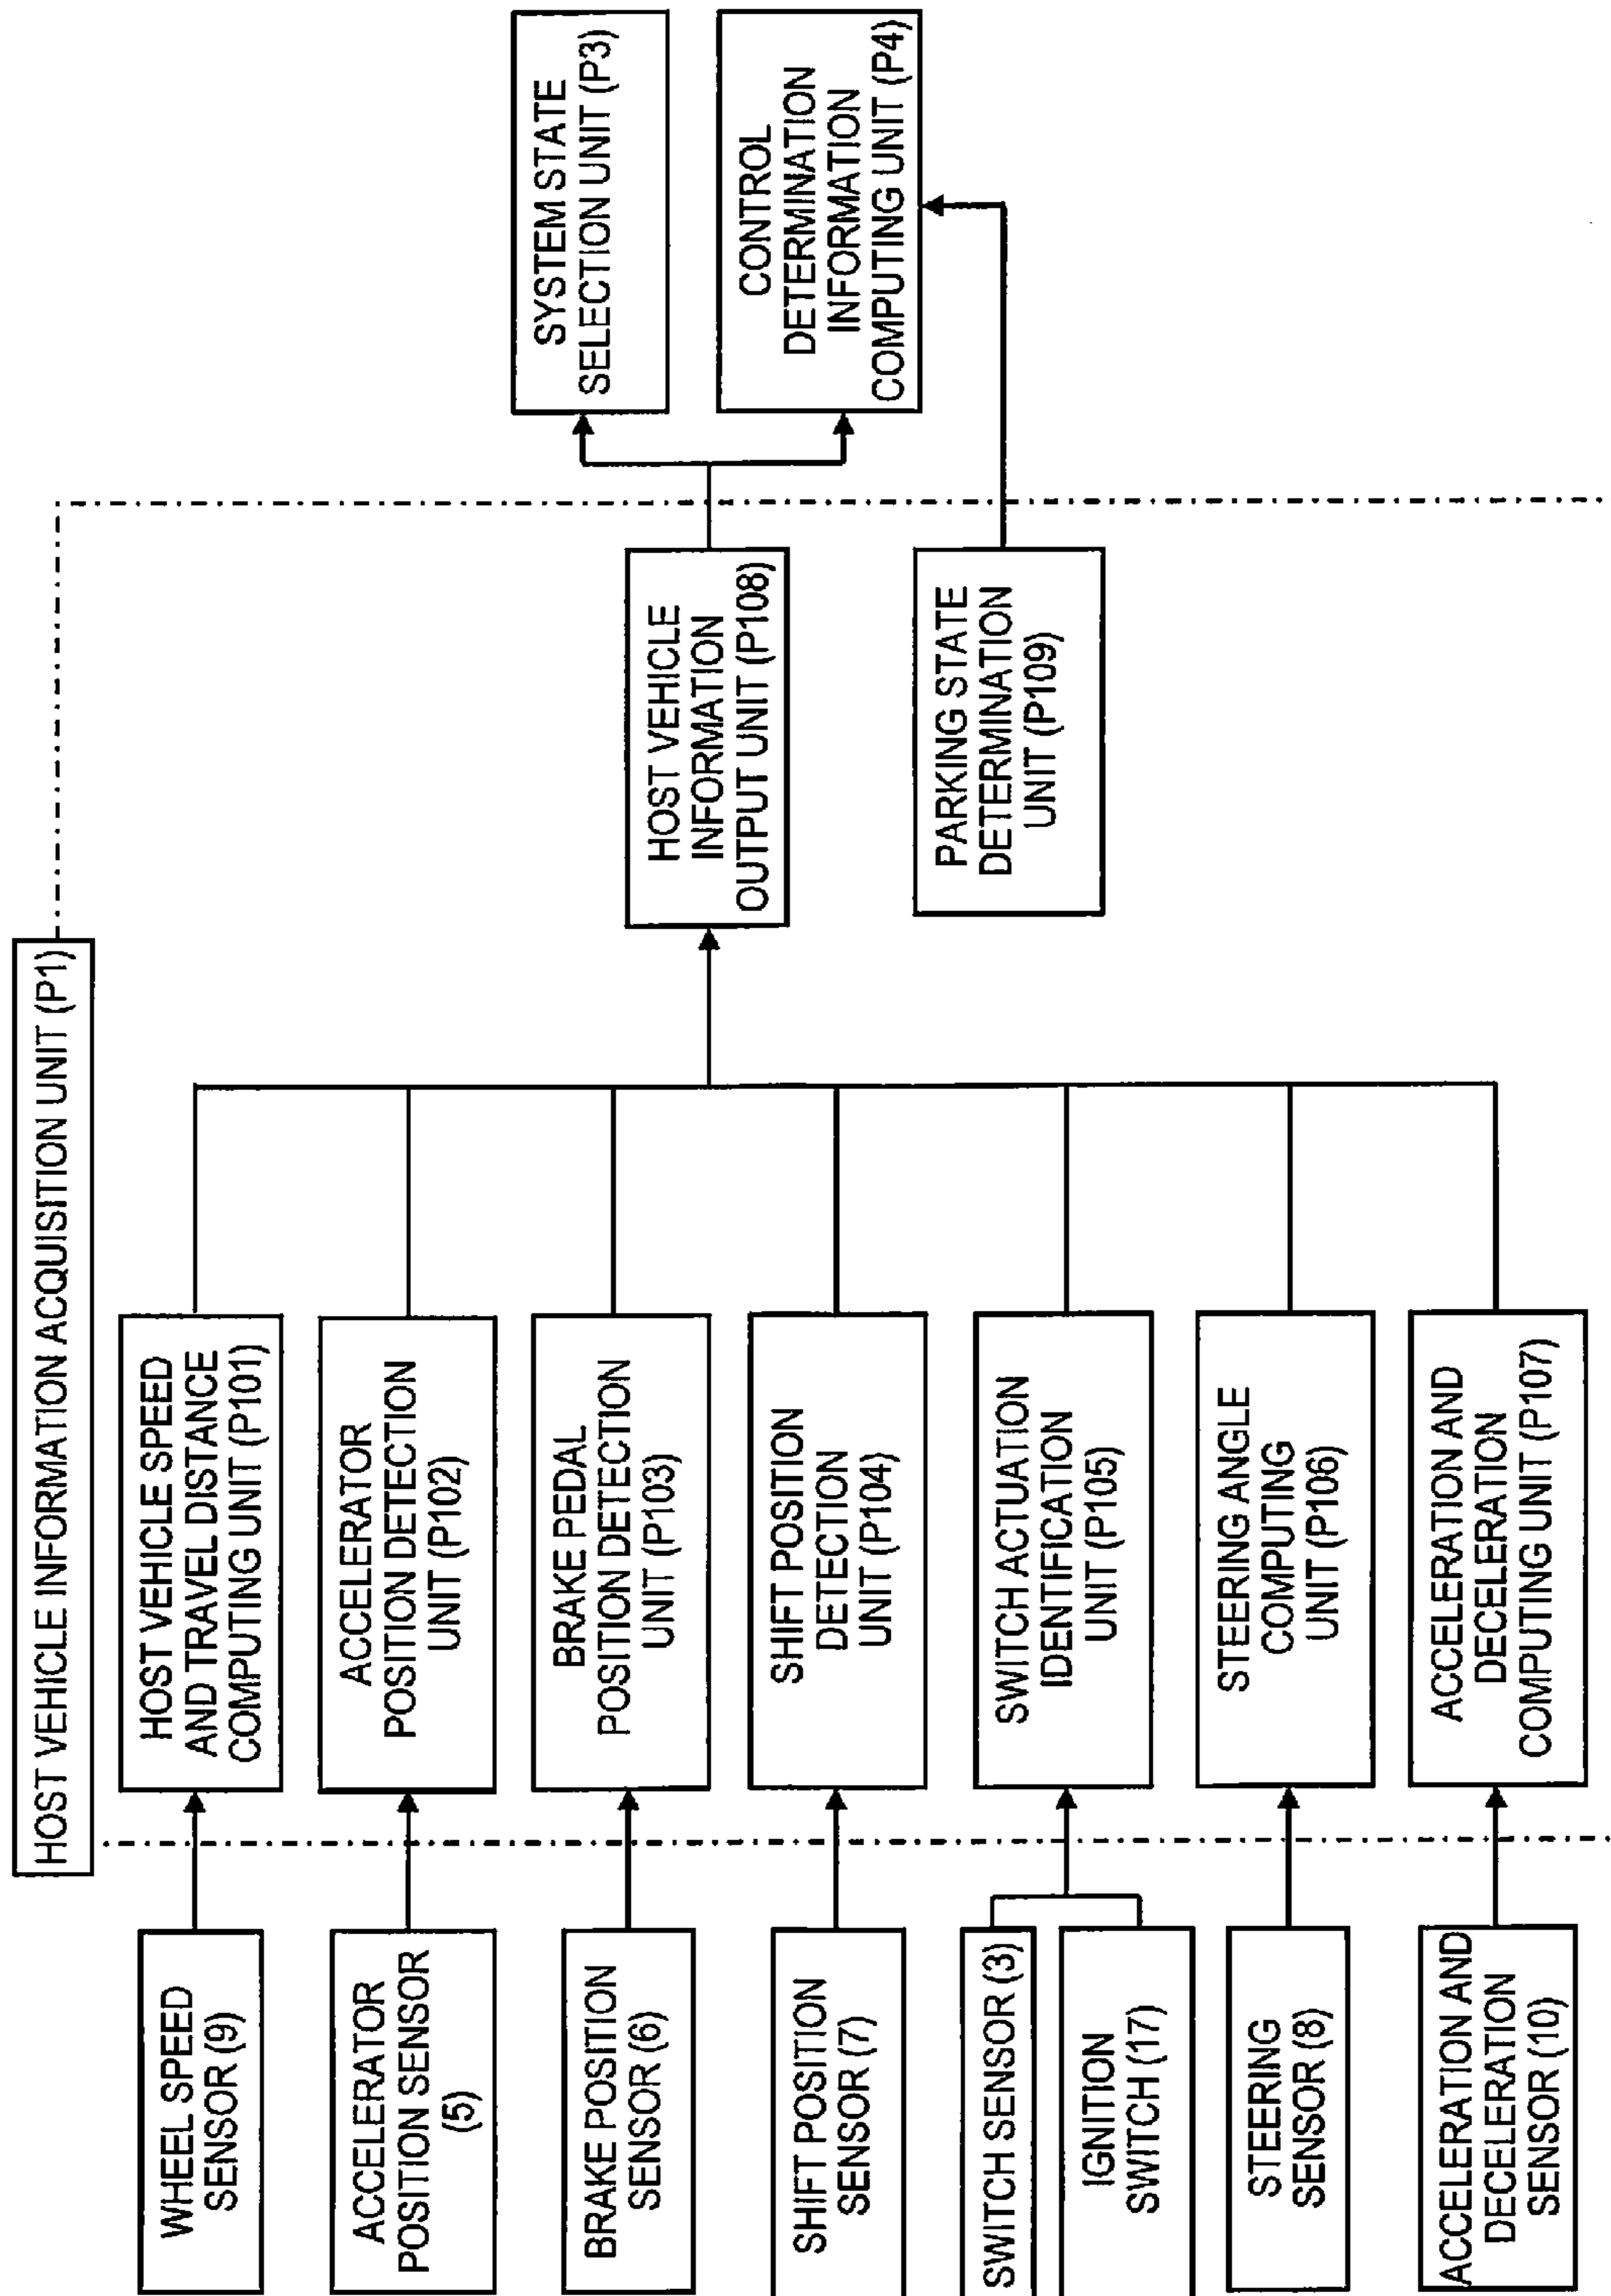 HOST VEHICLE INFORMATION ACQUISITION UNIT (P1)
WHEEL SPEED
SENSOR (9)
HOST VEHICLE SPEED
AND TRAVEL DISTANCE
COMPUTING UNIT (P101)
ACCELERATOR
POSITION SENSOR
(5)
ACCELERATOR
POSITION DETECTION
UNIT (P102)
BRAKE POSITION
SENSOR (6)
BRAKE PEDAL
POSITION DETECTION
UNIT (P103)
SHIFT POSITION
SENSOR (7)
SHIFT POSITION
DETECTION
UNIT (P104)
SWITCH SENSOR (3)
IGNITION
SWITCH (17)
SWITCH ACTUATION
IDENTIFICATION
UNIT (P105)
STEERING
SENSOR (8)
STEERING ANGLE
COMPUTING
UNIT (P106)
ACCELERATION AND
DECELERATION
SENSOR (10)
ACCELERATION AND
DECELERATION
COMPUTING UNIT (P107)
HOST VEHICLE
INFORMATION
OUTPUT UNIT (P108)
PARKING STATE
DETERMINATION
UNIT (P109)
SYSTEM STATE
SELECTION UNIT (P3)
CONTROL
DETERMINATION
INFORMATION
COMPUTING UNIT (P4)